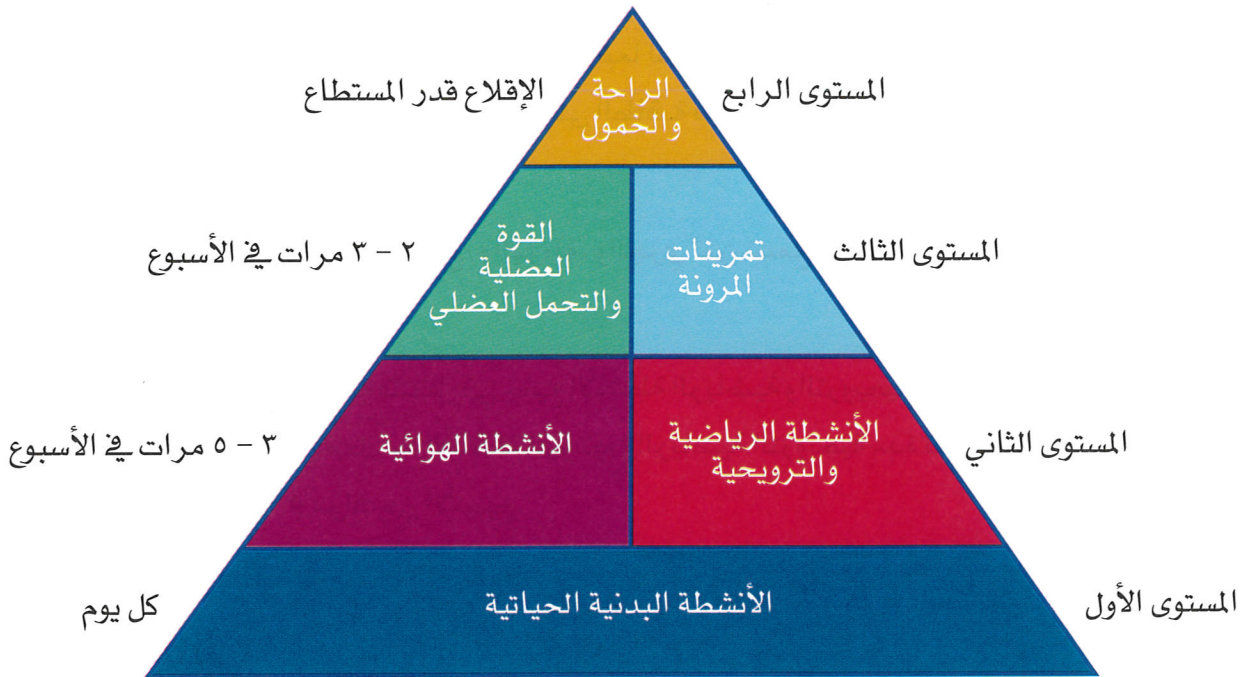 المستوى الرابع
الراحة
والخمول
الإقلاع قدر المستطاع
المستوى الثالث
تمرينات
المرونة
القوة
العضلية
والتحمل العضلي
٢ - ٣ مرات في الأسبوع
المستوى الثاني
الأنشطة الرياضية
والترويحية
الأنشطة الهوائية
٣ - ٥ مرات في الأسبوع
المستوى الأول
الأنشطة البدنية الحياتية
كل يوم